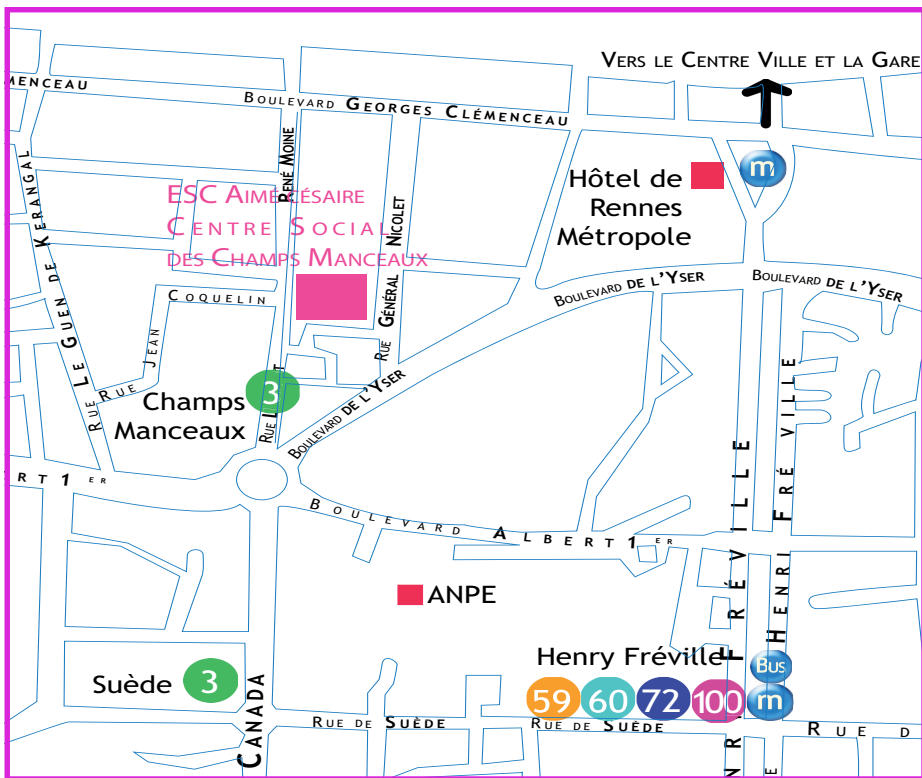 VERS LE CENTRE VILLE ET LA GARE
MENCEAU
BOULEVARD GEORGES CLÉMENCEAU
RENÉ MOINE
m
Hôtel de
Rennes
Métropole
ESC AIMÉ CÉSAIRE
CENTRE SOCIAL
DES CHAMPS MANCEAUX
RUE GÉNÉRAL NICOLET
RUE LE GUEN DE KERANGAL
BOULEVARD DE L'YSER
BOULEVARD DE L'YSER
COQUELIN
RUE JEAN
3
Champs
Manceaux
RUE
BOULEVARD DE L'YSER
HENRI FRÉVILLE
FRÉVILLE
ERT 1ER
BOULEVARD ALBERT 1ER
ANPE
Henry Fréville
BUS
Suède 3
59 60 72 100 m
CANADA
RUE DE SUÈDE
RUE DE SUÈDE
RUE D